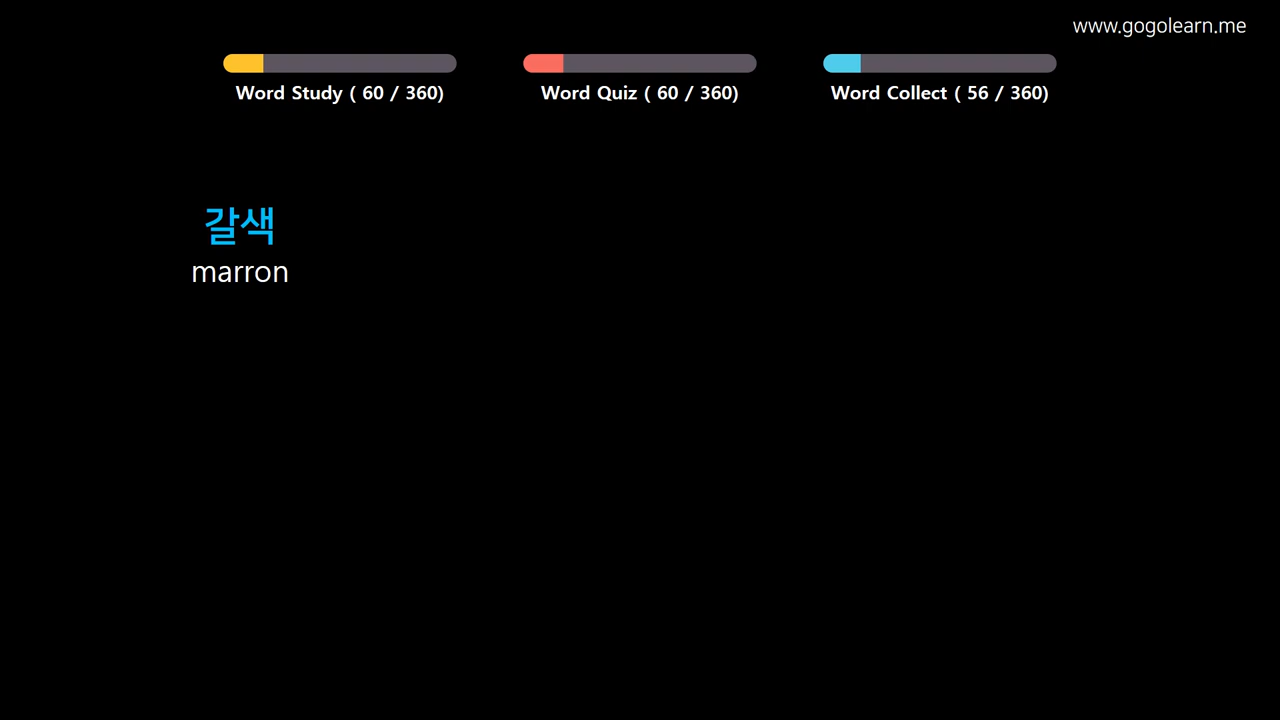 www.gogolearn.me
Word Study ( 60 / 360)
Word Quiz ( 60 / 360)
Word Collect ( 56 / 360)
갈색
marron